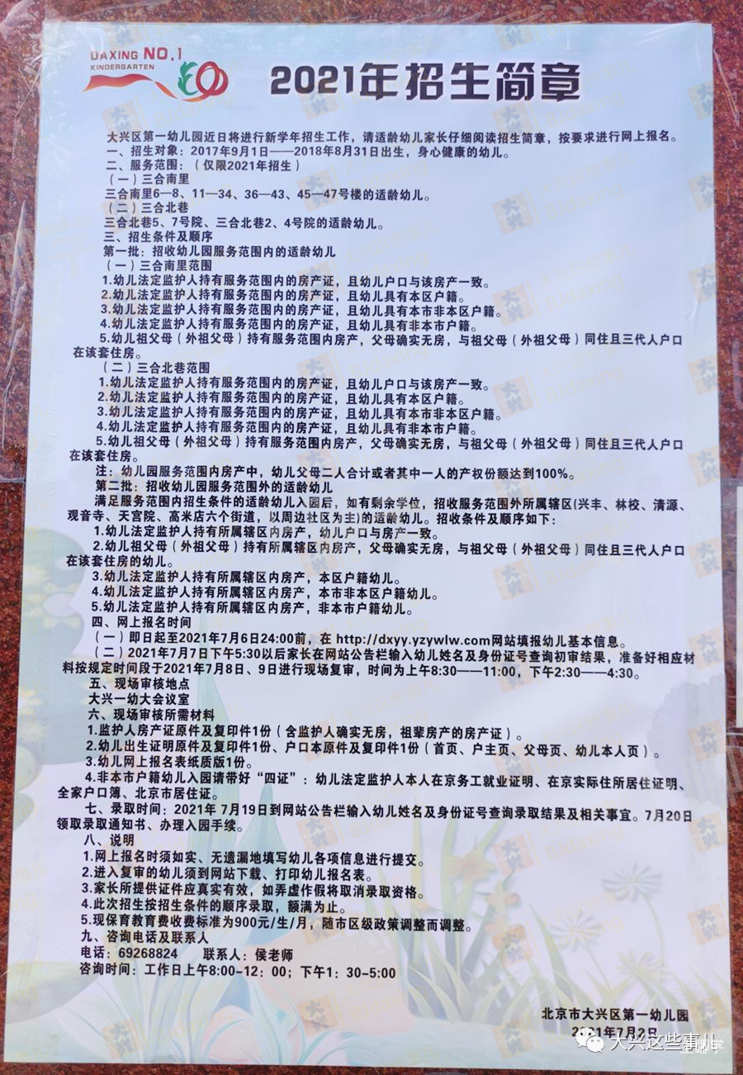 DAXING NO.1
KINDERGARTEN
2021年招生简章
大兴区第一幼儿园近日将进行新学年招生工作，请适龄幼儿家长仔细阅读招生简章，按要求进行网上报名。
一、招生对象：2017年9月1日——2018年8月31日出生，身心健康的幼儿。
二、服务范围：（仅限2021年招生）
（一）三合南里
三合南里6—8、11—34、36—43、45—47号楼的适龄幼儿。
（二）三合北巷
三合北巷5、7号院、三合北巷2、4号院的适龄幼儿。
三、招生条件及顺序
第一批：招收幼儿园服务范围内的适龄幼儿
（一）三合南里范围
1.幼儿法定监护人持有服务范围内的房产证，且幼儿户口与该房产一致。
2.幼儿法定监护人持有服务范围内的房产证，且幼儿具有本区户籍。
3.幼儿法定监护人持有服务范围内的房产证，且幼儿具有本市非本区户籍。
4.幼儿法定监护人持有服务范围内的房产证，且幼儿具有非本市户籍。
5.幼儿祖父母（外祖父母）持有服务范围内房产，父母确实无房，与祖父母（外祖父母）同住且三代人户口
在该套住房。
（二）三合北巷范围
1.幼儿法定监护人持有服务范围内的房产证，且幼儿户口与该房产一致。
2.幼儿法定监护人持有服务范围内的房产证，且幼儿具有本区户籍。
3.幼儿法定监护人持有服务范围内的房产证，且幼儿具有本市非本区户籍。
4.幼儿法定监护人持有服务范围内的房产证，且幼儿具有非本市户籍。
5.幼儿祖父母（外祖父母）持有服务范围内房产，父母确实无房，与祖父母（外祖父母）同住且三代人户口
在该套住房。
注：幼儿园服务范围内房产中，幼儿父母二人合计或者其中一人的产权份额达到100%。
第二批：招收幼儿园服务范围外的适龄幼儿
满足服务范围内招生条件的适龄幼儿入园后，如有剩余学位，招收服务范围外所属辖区(兴丰、林校、清源、
观音寺、天宫院、高米店六个街道，以周边社区为主)的适龄幼儿。招收条件及顺序如下：
1.幼儿法定监护人持有所属辖区内房产，幼儿户口与房产一致。
2.幼儿祖父母（外祖父母）持有所属辖区内房产，父母确实无房，与祖父母（外祖父母）同住且三代人户口
在该套住房的幼儿。
3.幼儿法定监护人持有所属辖区内房产，本区户籍幼儿。
4.幼儿法定监护人持有所属辖区内房产，本市非本区户籍幼儿。
5.幼儿法定监护人持有所属辖区内房产，非本市户籍幼儿。
四、网上报名时间
（一）即日起至2021年7月6日24:00前，在 http://dxyy.yzywlw.com网站填报幼儿基本信息。
（二）2021年7月7日下午5:30以后家长在网站公告栏输入幼儿姓名及身份证号查询初审结果，准备好相应材
料按规定时间段于2021年7月8日、9日进行现场复审，时间为上午8:30——11:00，下午2:30——4:30。
五、现场审核地点
大兴一幼大会议室
六、现场审核所需材料
1.监护人房产证原件及复印件1份（含监护人确实无房，祖辈房产的房产证）。
2.幼儿出生证明原件及复印件1份、户口本原件及复印件1份（首页、户主页、父母页、幼儿本人页）。
3.幼儿网上报名表纸质版1份。
4.非本市户籍幼儿入园请带好“四证”：幼儿法定监护人本人在京务工就业证明、在京实际住所居住证明、
全家户口簿、北京市居住证。
七、录取时间：2021年 7月19日到网站公告栏输入幼儿姓名及身份证号查询录取结果及相关事宜。7月20日
领取录取通知书、办理入园手续。
八、说明
1.网上报名时须如实、无遗漏地填写幼儿各项信息进行提交。
2.进入复审的幼儿须到网站下载、打印幼儿报名表。
3.家长所提供证件应真实有效，如弄虚作假将取消录取资格。
4.此次招生按招生条件的顺序录取，额满为止。
5.现保育教育费收费标准为900元/生/月，随市区级政策调整而调整。
九、咨询电话及联系人
电话：69268824 联系人：侯老师
咨询时间：工作日上午8:00-12：00；下午1：30-5:00
北京市大兴区第一幼儿园
2021年7月2日
大兴这些事儿